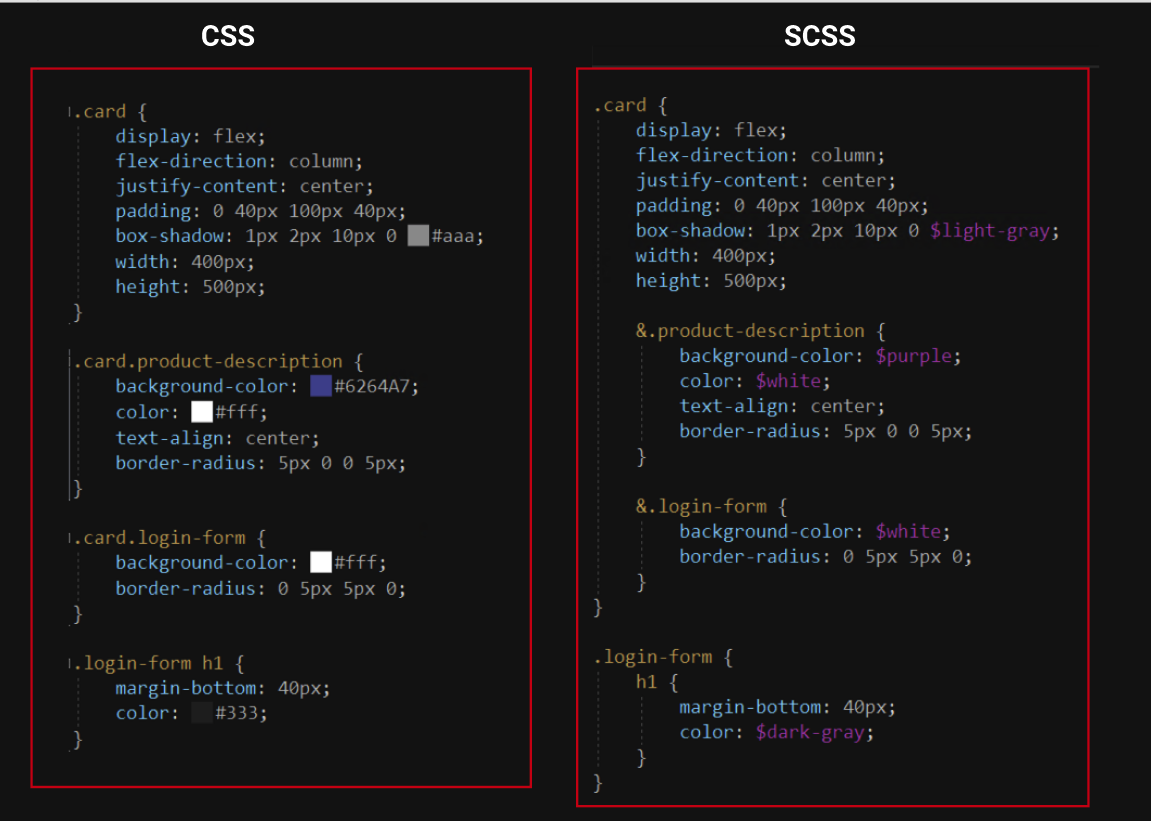 CSS
.card {
display: flex;
flex-direction: column;
justify-content: center;
padding: 0 40px 100px 40px;
box-shadow: 1px 2px 10px 0 #aaa;
width: 400px;
height: 500px;
}
.card.product-description {
background-color: #6264A7;
color: #fff;
text-align: center;
border-radius: 5px 0 0 5px;
}
.card.login-form {
background-color: #fff;
border-radius: 0 5px 5px 0;
}
.login-form h1 {
margin-bottom: 40px;
color: #333;
}
SCSS
.card {
display: flex;
flex-direction: column;
justify-content: center;
padding: 0 40px 100px 40px;
box-shadow: 1px 2px 10px 0 $light-gray;
width: 400px;
height: 500px;
&.product-description {
background-color: $purple;
color: $white;
text-align: center;
border-radius: 5px 0 0 5px;
}
&.login-form {
background-color: $white;
border-radius: 0 5px 5px 0;
}
}
.login-form {
h1 {
margin-bottom: 40px;
color: $dark-gray;
}
}